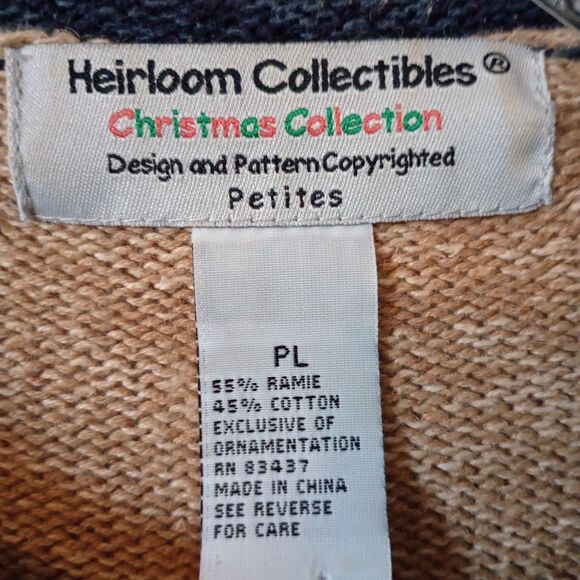 Heirloom Collectibles®
Christmas Collection
Design and Pattern Copyrighted
Petites
PL
55% RAMIE
45% COTTON
EXCLUSIVE OF
ORNAMENTATION
RN 83437
MADE IN CHINA
SEE REVERSE
FOR CARE